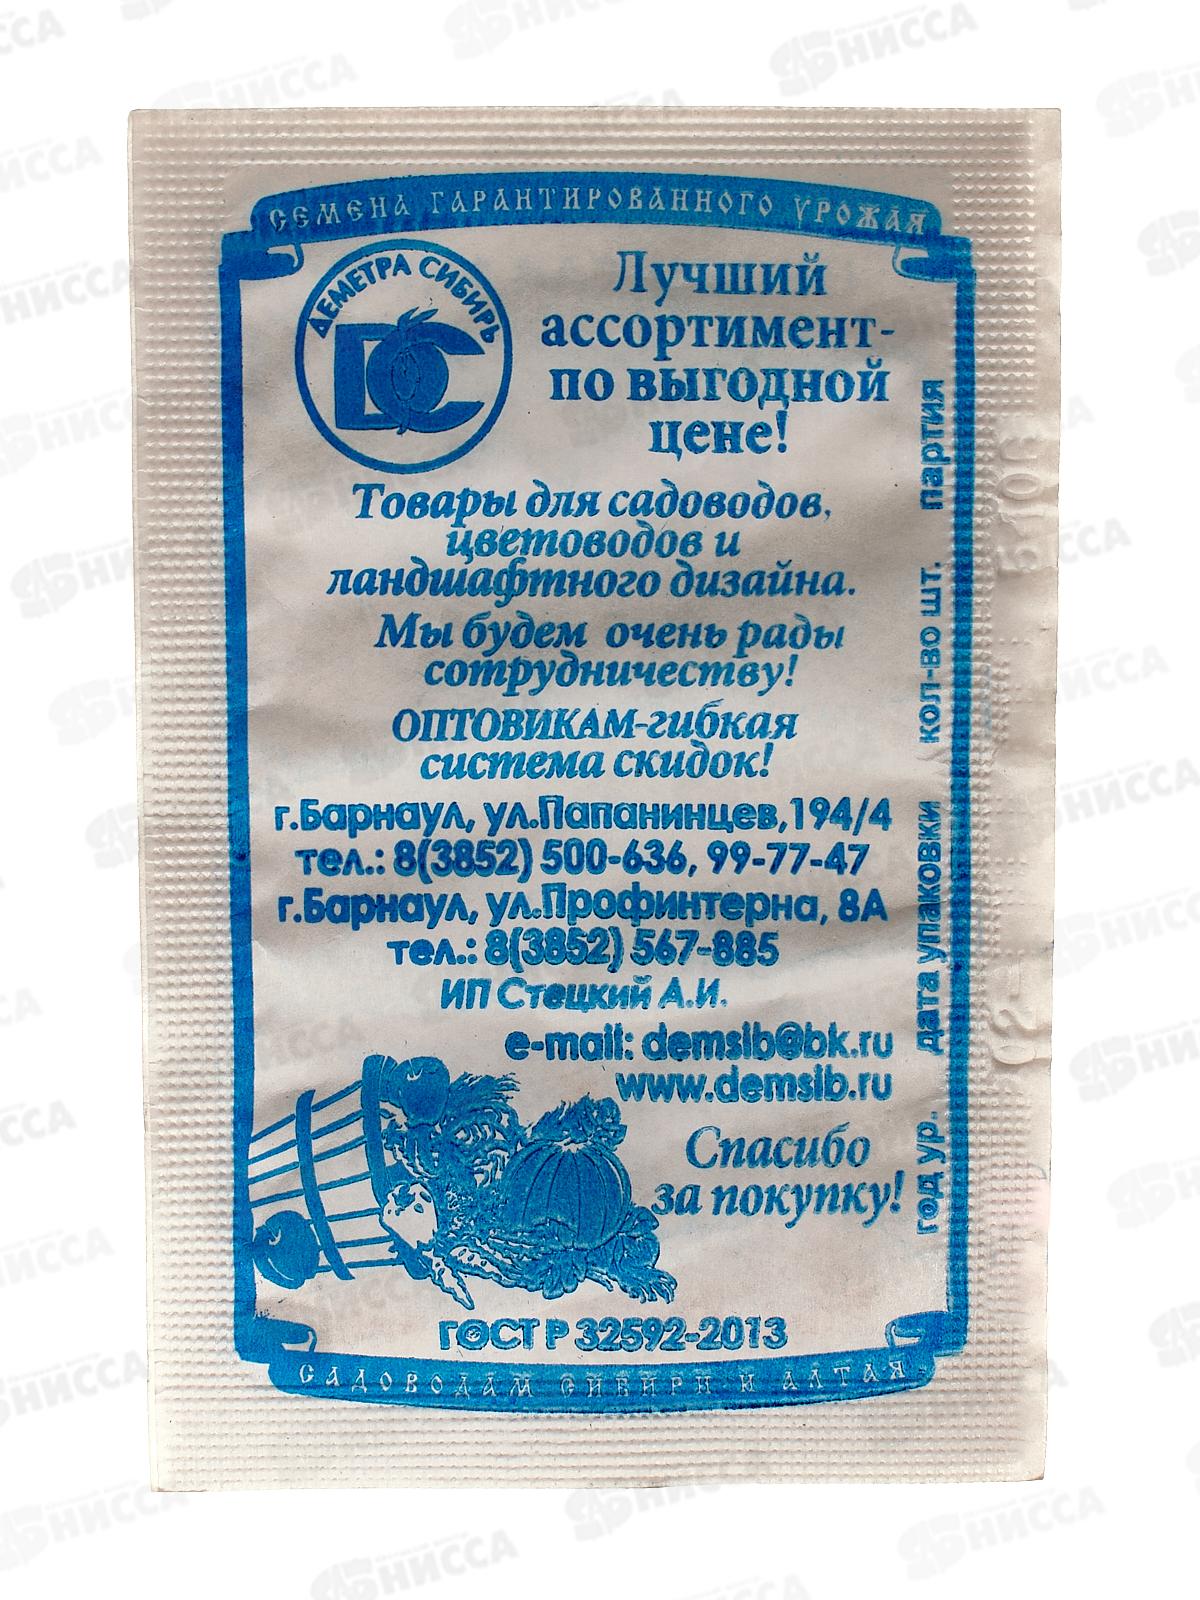 СЕМЕНА ГАРАНТИРОВАННОГО УРОЖАЯ
ДЕМЕТРА СИБИРЬ
ДС
Лучший
ассортимент-
по выгодной
цене!
Товары для садоводов,
цветоводов и
ландшафтного дизайна.
Мы будем очень рады
сотрудничеству!
ОПТОВИКАМ-гибкая
система скидок!
г.Барнаул, ул.Папанинцев,194/4
тел.: 8(3852) 500-636, 99-77-47
г.Барнаул, ул.Профинтерна, 8А
тел.: 8(3852) 567-885
ИП Стецкий А.И.
e-mail: demsib@bk.ru
www.demsib.ru
Спасибо
за покупку!
ГОСТ Р 32592-2013
САДОВОДАМ СИБИРИ И АЛТАЯ
год ур. дата упаковки кол-во шт. партия
ЯБНИССА